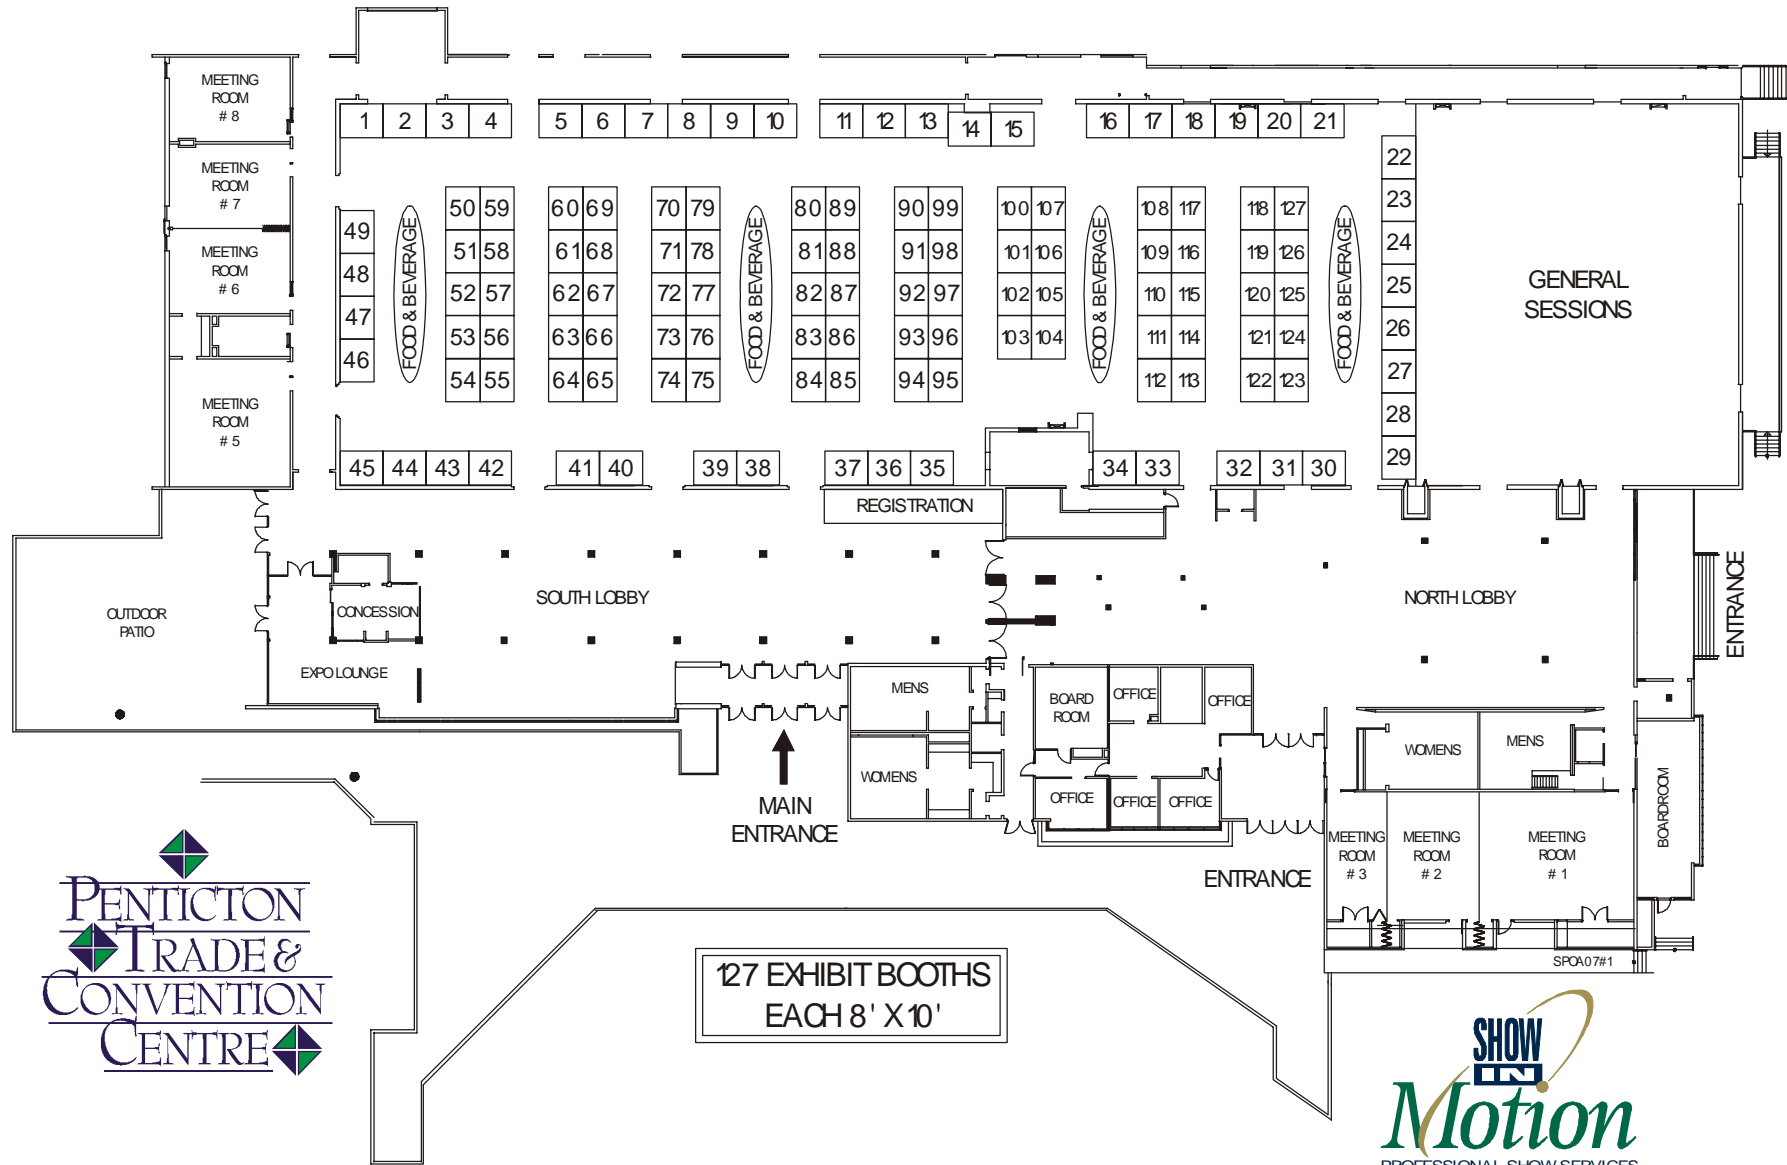 MEETING
ROOM
# 8
MEETING
ROOM
# 7
MEETING
ROOM
# 6
MEETING
ROOM
# 5
1 2 3 4 5 6 7 8 9 10 11 12 13 14 15 16 17 18 19 20 21
22
23
24
25
26
27
28
29
49
48
47
46
FOOD & BEVERAGE
50 59
51 58
52 57
53 56
54 55
60 69
61 68
62 67
63 66
64 65
70 79
71 78
72 77
73 76
74 75
FOOD & BEVERAGE
80 89
81 88
82 87
83 86
84 85
90 99
91 98
92 97
93 96
94 95
100 107
101 106
102 105
103 104
FOOD & BEVERAGE
108 117
109 116
110 115
111 114
112 113
118 127
119 126
120 125
121 124
122 123
FOOD & BEVERAGE
GENERAL
SESSIONS
45 44 43 42 41 40 39 38 37 36 35 34 33 32 31 30
REGISTRATION
OUTDOOR
PATIO
CONCESSION
EXPO LOUNGE
SOUTH LOBBY
NORTH LOBBY
ENTRANCE
MENS
WOMENS
BOARD
ROOM
OFFICE
OFFICE
OFFICE
OFFICE
OFFICE
WOMENS
MENS
BOARDROOM
MAIN
ENTRANCE
ENTRANCE
MEETING
ROOM
# 3
MEETING
ROOM
# 2
MEETING
ROOM
# 1
SPOA07#1
PENTICTON
TRADE &
CONVENTION
CENTRE
127 EXHIBIT BOOTHS
EACH 8' X 10'
SHOW
IN
Motion
PROFESSIONAL SHOW SERVICES